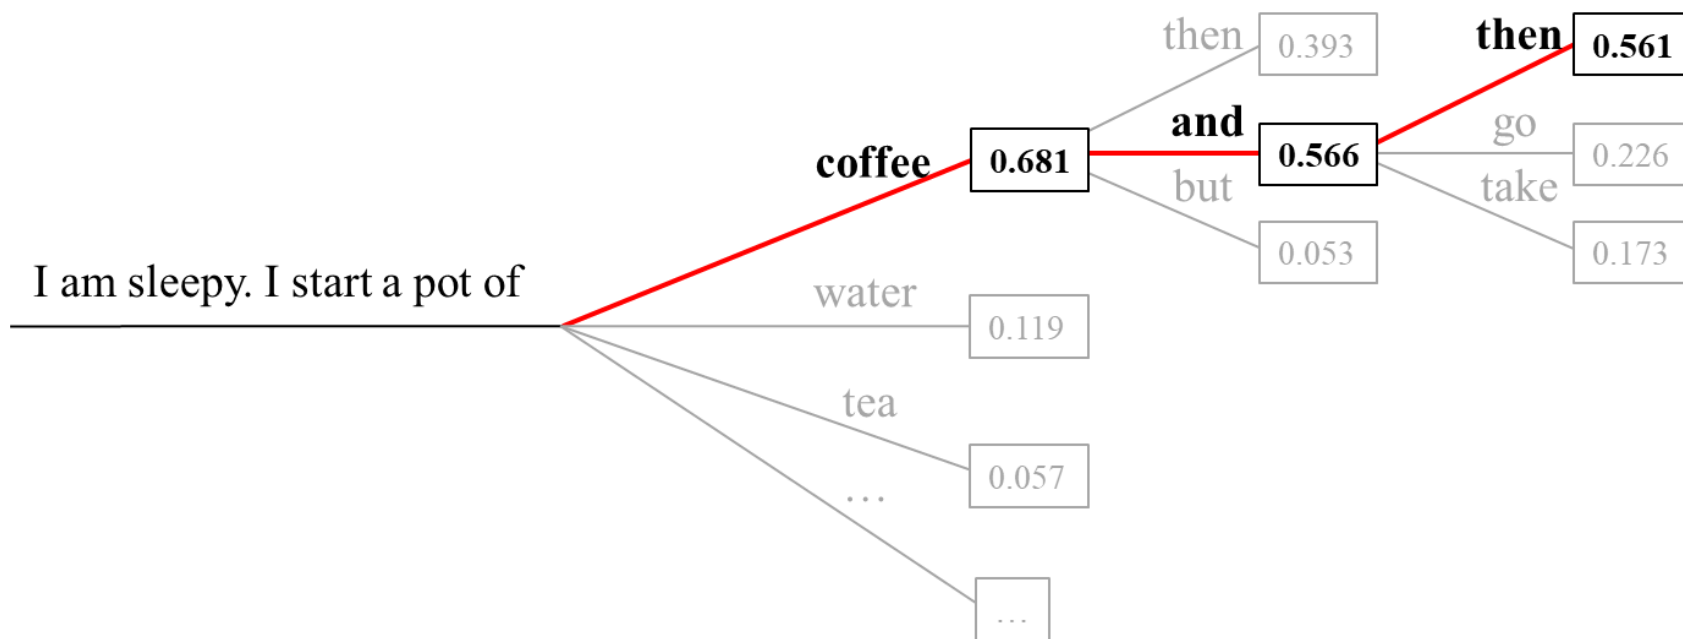 then 0.393 then 0.561
and go
coffee 0.681 0.566 0.226
but take
0.053 0.173
I am sleepy. I start a pot of
water
0.119
tea
0.057
...
...